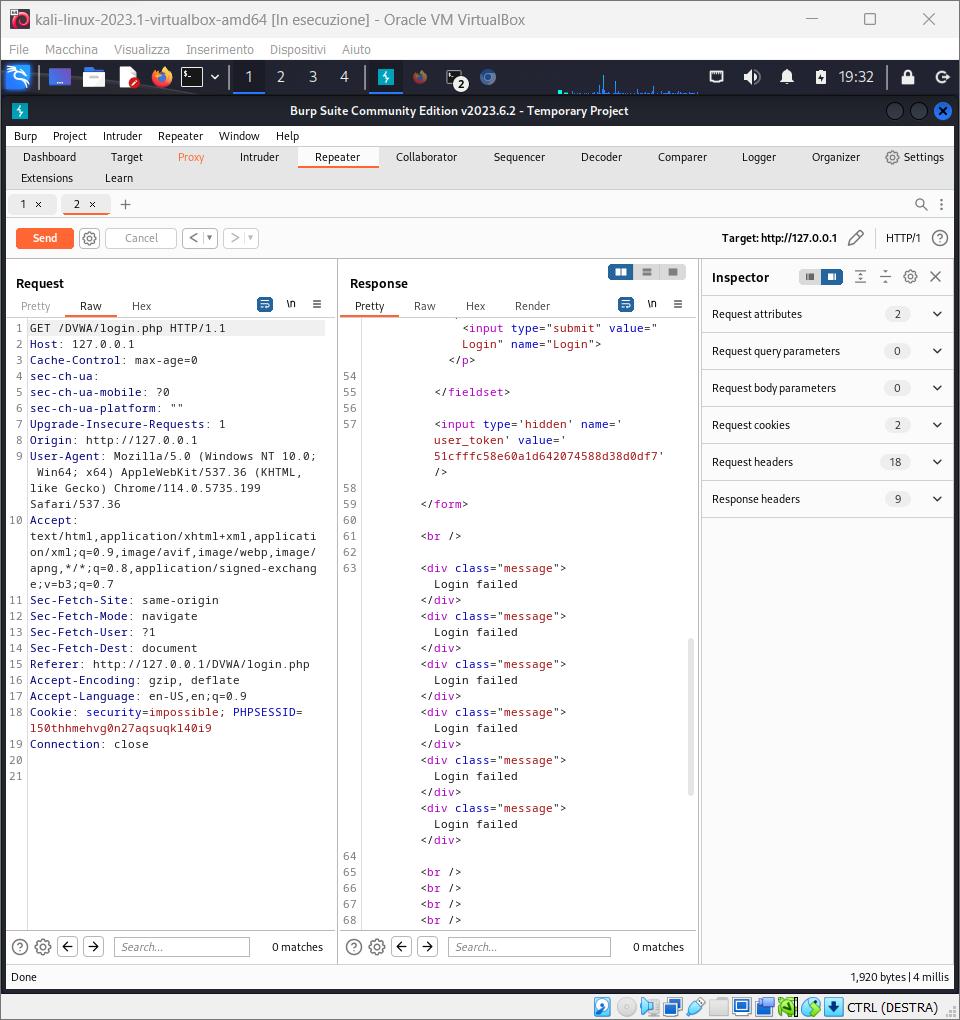 kali-linux-2023.1-virtualbox-amd64 [In esecuzione] - Oracle VM VirtualBox
File Macchina Visualizza Inserimento Dispositivi Aiuto
1 2 3 4 2 19:32
Burp Suite Community Edition v2023.6.2 - Temporary Project
Burp Project Intruder Repeater Window Help
Dashboard Target Proxy Intruder Repeater Collaborator Sequencer Decoder Comparer Logger Organizer Settings
Extensions Learn
1 × 2 × +
Send Cancel < > Target: http://127.0.0.1 HTTP/1 ?
Request
Pretty Raw Hex \n
1 GET /DVWA/login.php HTTP/1.1
2 Host: 127.0.0.1
3 Cache-Control: max-age=0
4 sec-ch-ua:
5 sec-ch-ua-mobile: ?0
6 sec-ch-ua-platform: ""
7 Upgrade-Insecure-Requests: 1
8 Origin: http://127.0.0.1
9 User-Agent: Mozilla/5.0 (Windows NT 10.0;
Win64; x64) AppleWebKit/537.36 (KHTML,
like Gecko) Chrome/114.0.5735.199
Safari/537.36
10 Accept:
text/html,application/xhtml+xml,applicati
on/xml;q=0.9,image/avif,image/webp,image/
apng,*/*;q=0.8,application/signed-exchang
e;v=b3;q=0.7
11 Sec-Fetch-Site: same-origin
12 Sec-Fetch-Mode: navigate
13 Sec-Fetch-User: ?1
14 Sec-Fetch-Dest: document
15 Referer: http://127.0.0.1/DVWA/login.php
16 Accept-Encoding: gzip, deflate
17 Accept-Language: en-US,en;q=0.9
18 Cookie: security=impossible; PHPSESSID=
l50thhmehvg0n27aqsuqkl40i9
19 Connection: close
20
21
? Search... 0 matches
Response
Pretty Raw Hex Render \n
<input type="submit" value="
Login" name="Login">
</p>
54
55 </fieldset>
56
57 <input type='hidden' name='
user_token' value='
51cfffc58e60a1d642074588d38d0df7'
/>
58
59 </form>
60
61 <br />
62
63 <div class="message">
Login failed
</div>
<div class="message">
Login failed
</div>
<div class="message">
Login failed
</div>
<div class="message">
Login failed
</div>
<div class="message">
Login failed
</div>
<div class="message">
Login failed
</div>
64
65 <br />
66 <br />
67 <br />
68 <br />
? Search... 0 matches
Inspector
Request attributes 2
Request query parameters 0
Request body parameters 0
Request cookies 2
Request headers 18
Response headers 9
Done 1,920 bytes | 4 millis
CTRL (DESTRA)